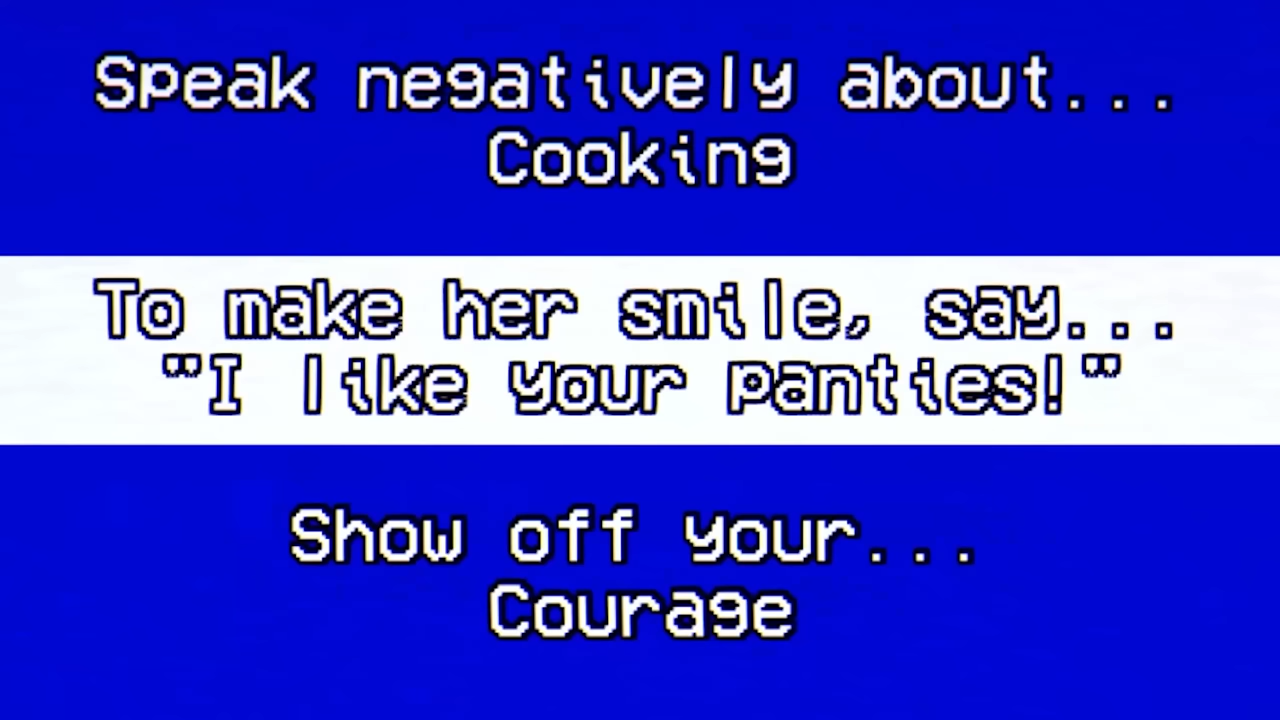 Speak negatively about...
Cooking
To make her smile, say...
"I like your panties!"
Show off your...
Courage